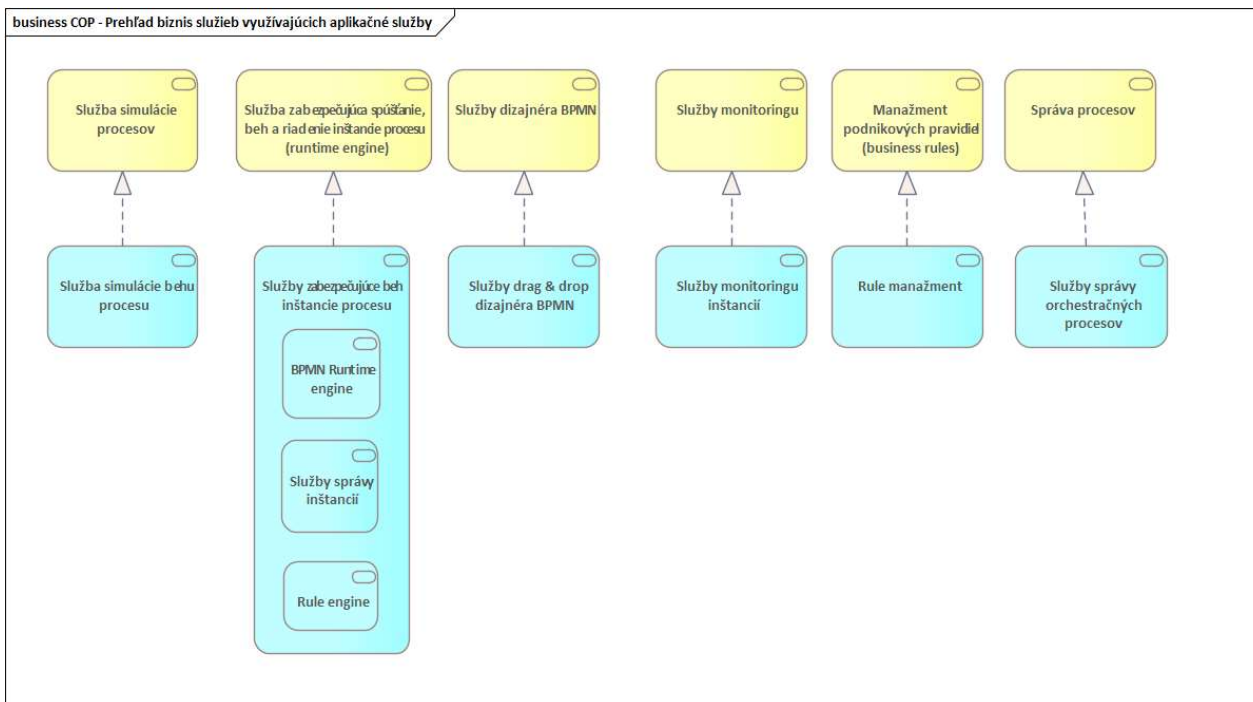 business COP - Prehľad biznis služieb využívajúcich aplikačné služby
Služba simulácie
procesov
Služba zabezpečujúca spúšťanie,
beh a riadenie inštancie procesu
(runtime engine)
Služby dizajnéra BPMN
Služby monitoringu
Manažment
podnikových pravidiel
(business rules)
Správa procesov
Služba simulácie behu
procesu
Služby zabezpečujúce beh
inštancie procesu
BPMN Runtime
engine
Služby správy
inštancií
Rule engine
Služby drag & drop
dizajnéra BPMN
Služby monitoringu
inštancií
Rule manažment
Služby správy
orchestračných
procesov